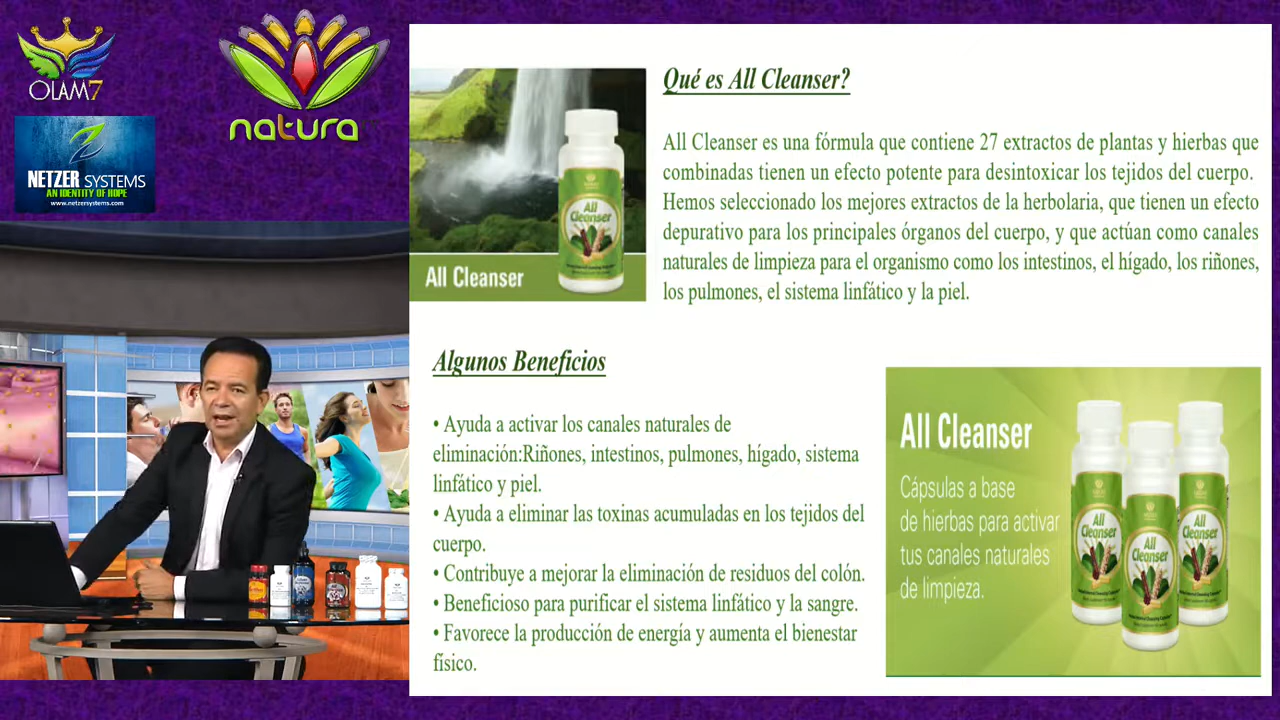 OLAM7
natura
NETZER SYSTEMS
AN IDENTITY OF HOPE
www.netzersystems.com
Qué es All Cleanser?
All Cleanser es una fórmula que contiene 27 extractos de plantas y hierbas que
combinadas tienen un efecto potente para desintoxicar los tejidos del cuerpo.
Hemos seleccionado los mejores extractos de la herbolaria, que tienen un efecto
depurativo para los principales órganos del cuerpo, y que actúan como canales
naturales de limpieza para el organismo como los intestinos, el hígado, los riñones,
los pulmones, el sistema linfático y la piel.
All
Cleanser
All Cleanser
Algunos Beneficios
• Ayuda a activar los canales naturales de
eliminación:Riñones, intestinos, pulmones, hígado, sistema
linfático y piel.
• Ayuda a eliminar las toxinas acumuladas en los tejidos del
cuerpo.
• Contribuye a mejorar la eliminación de residuos del colón.
• Beneficioso para purificar el sistema linfático y la sangre.
• Favorece la producción de energía y aumenta el bienestar
físico.
All Cleanser
Cápsulas a base
de hierbas para activar
tus canales naturales
de limpieza.
All
Cleanser
All
Cleanser
All
Cleanser